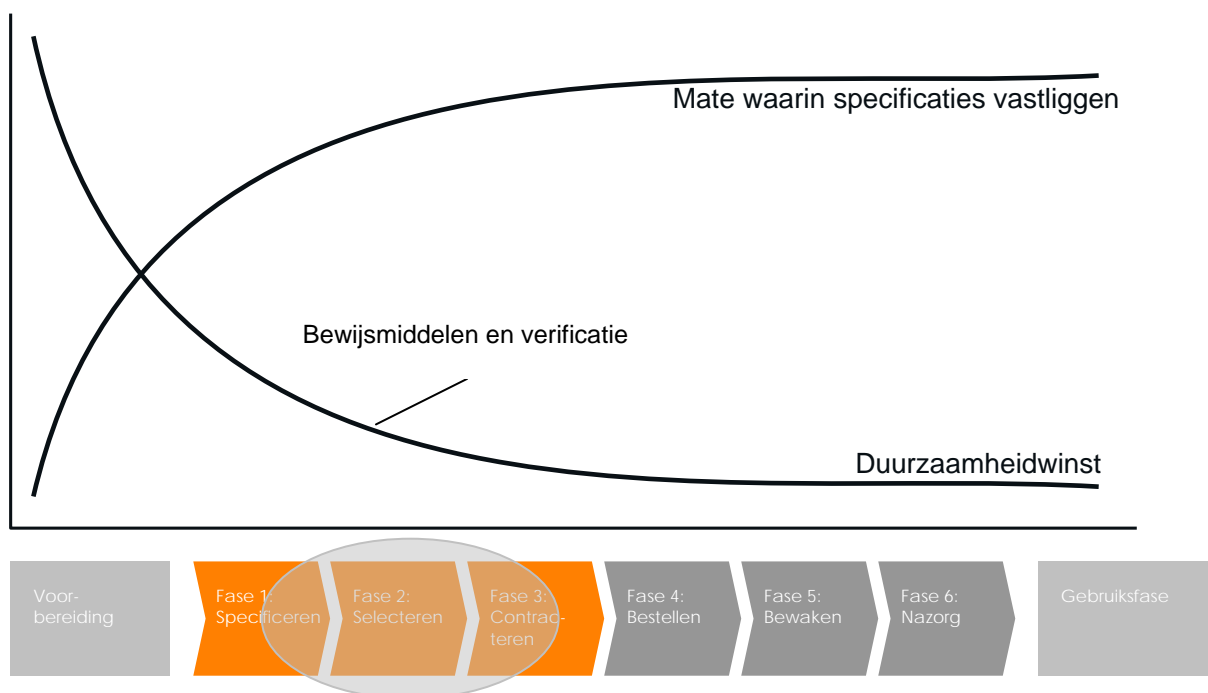 Mate waarin specificaties vastliggen
Bewijsmiddelen en verificatie
Duurzaamheidwinst
Voor-
bereiding
Fase 1:
Specificeren
Fase 2:
Selecteren
Fase 3:
Contrac-
teren
Fase 4:
Bestellen
Fase 5:
Bewaken
Fase 6:
Nazorg
Gebruiksfase